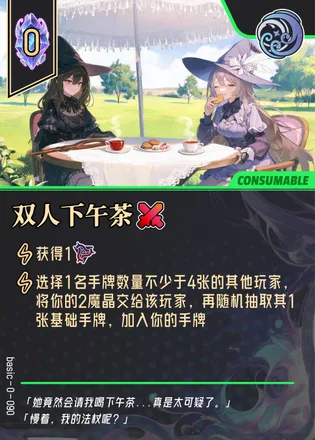 0
CONSUMABLE
双人下午茶
获得1
选择1名手牌数量不少于4张的其他玩家,
将你的2魔晶交给该玩家，再随机抽取其1
张基础手牌，加入你的手牌
basic-0-090
「她竟然会请我喝下午茶...真是太可疑了。」
「慢着，我的法杖呢？」